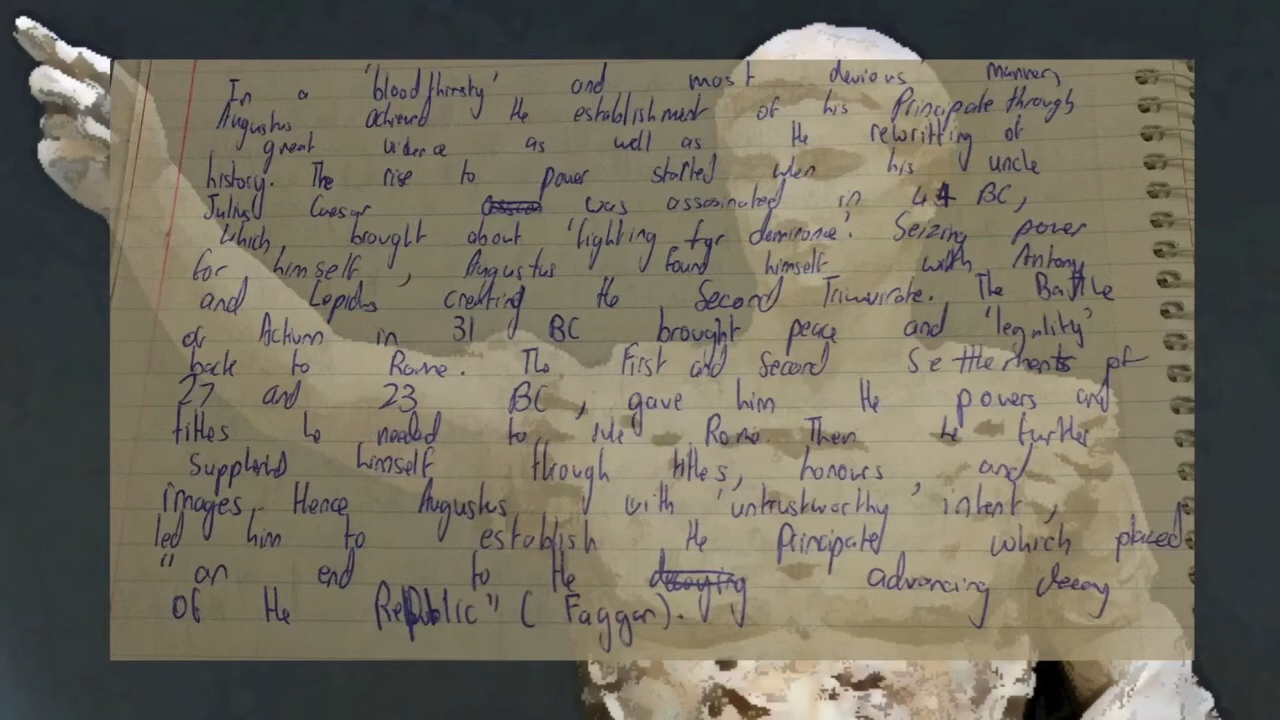 In a 'bloodthirsty' and most devious manner,
Augustus achieved the establishment of his Principate through
great violence as well as the rewritting of
history. The rise to power started when his uncle
Julius Caesar was assasinated in 44 BC,
which, brought about 'fighting for dominance'. Seizing power
for himself, Augustus found himself with Antony
and Lepidus creating the Second Triumvirate. The Battle
of Actium in 31 BC brought peace and 'legality'
back to Rome. The First and Second Settlements of
27 and 23 BC, gave him the powers and
titles he needed to rule Rome. Then he further
himself through titles, honours and
images. Hence Augustus with 'untrustworthy' intent,
led him to establish the Principate which placed
"an end to the advancing decay
of the Republic" (Faggan).